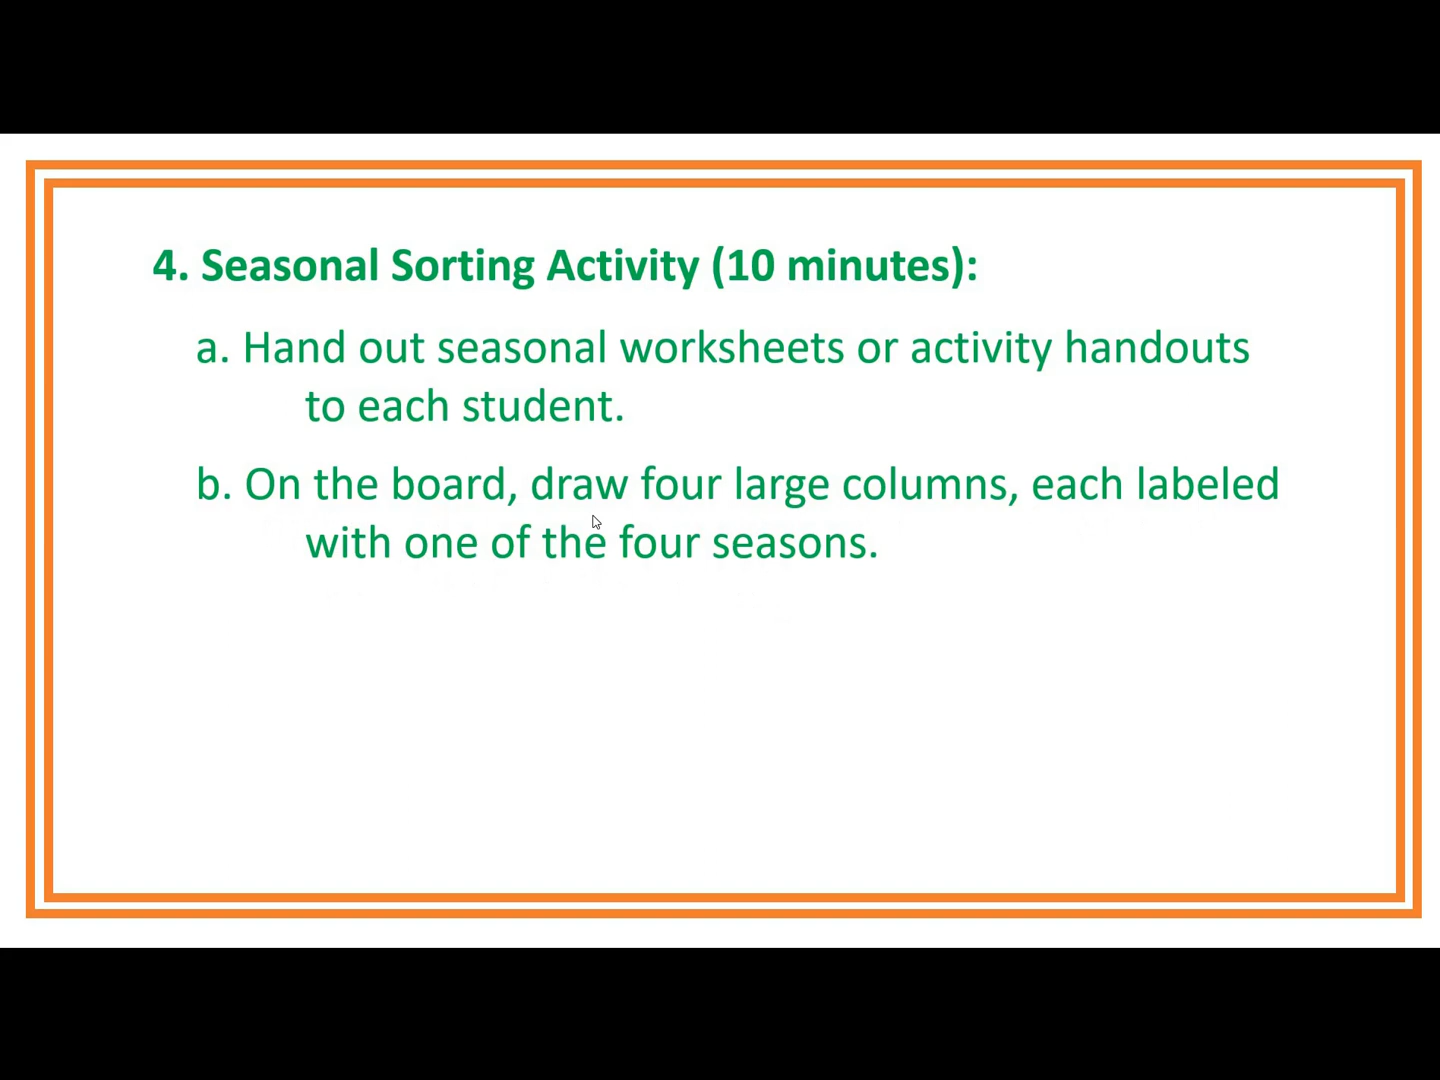 4. Seasonal Sorting Activity (10 minutes):
a. Hand out seasonal worksheets or activity handouts
to each student.
b. On the board, draw four large columns, each labeled
with one of the four seasons.